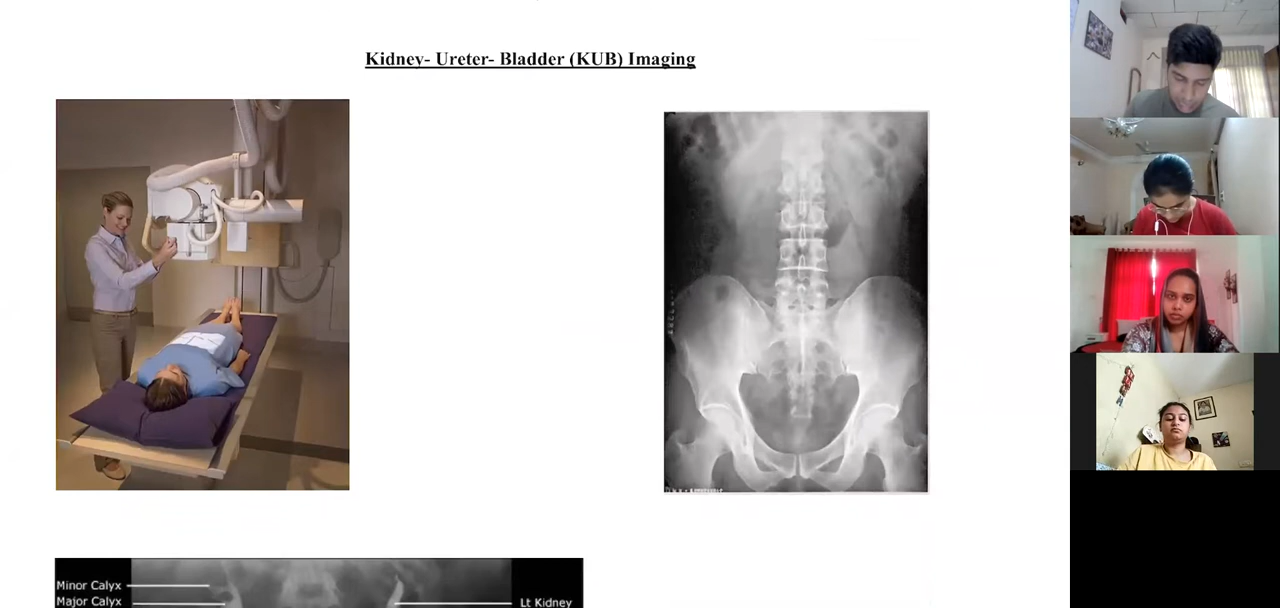 Kidney- Ureter- Bladder (KUB) Imaging
Minor Calyx
Major Calyx
Lt Kidney